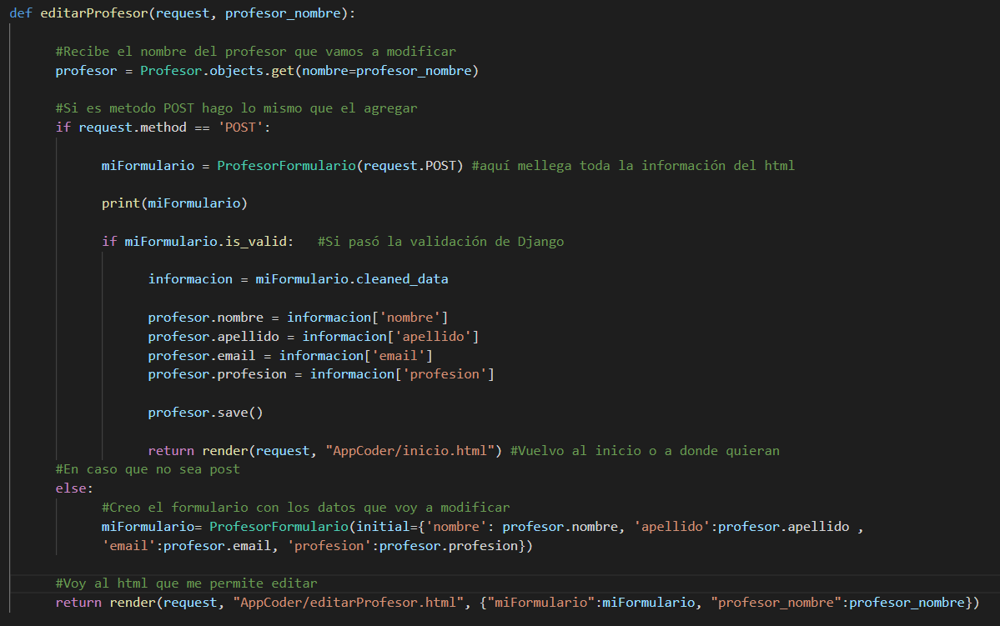 def editarProfesor(request, profesor_nombre):
#Recibe el nombre del profesor que vamos a modificar
profesor = Profesor.objects.get(nombre=profesor_nombre)
#Si es metodo POST hago lo mismo que el agregar
if request.method == 'POST':
miFormulario = ProfesorFormulario(request.POST) #aquí mellega toda la información del html
print(miFormulario)
if miFormulario.is_valid:   #Si pasó la validación de Django
informacion = miFormulario.cleaned_data
profesor.nombre = informacion['nombre']
profesor.apellido = informacion['apellido']
profesor.email = informacion['email']
profesor.profesion = informacion['profesion']
profesor.save()
return render(request, "AppCoder/inicio.html") #Vuelvo al inicio o a donde quieran
#En caso que no sea post
else:
#Creo el formulario con los datos que voy a modificar
miFormulario= ProfesorFormulario(initial={'nombre': profesor.nombre, 'apellido':profesor.apellido ,
'email':profesor.email, 'profesion':profesor.profesion})
#Voy al html que me permite editar
return render(request, "AppCoder/editarProfesor.html", {"miFormulario":miFormulario, "profesor_nombre":profesor_nombre})